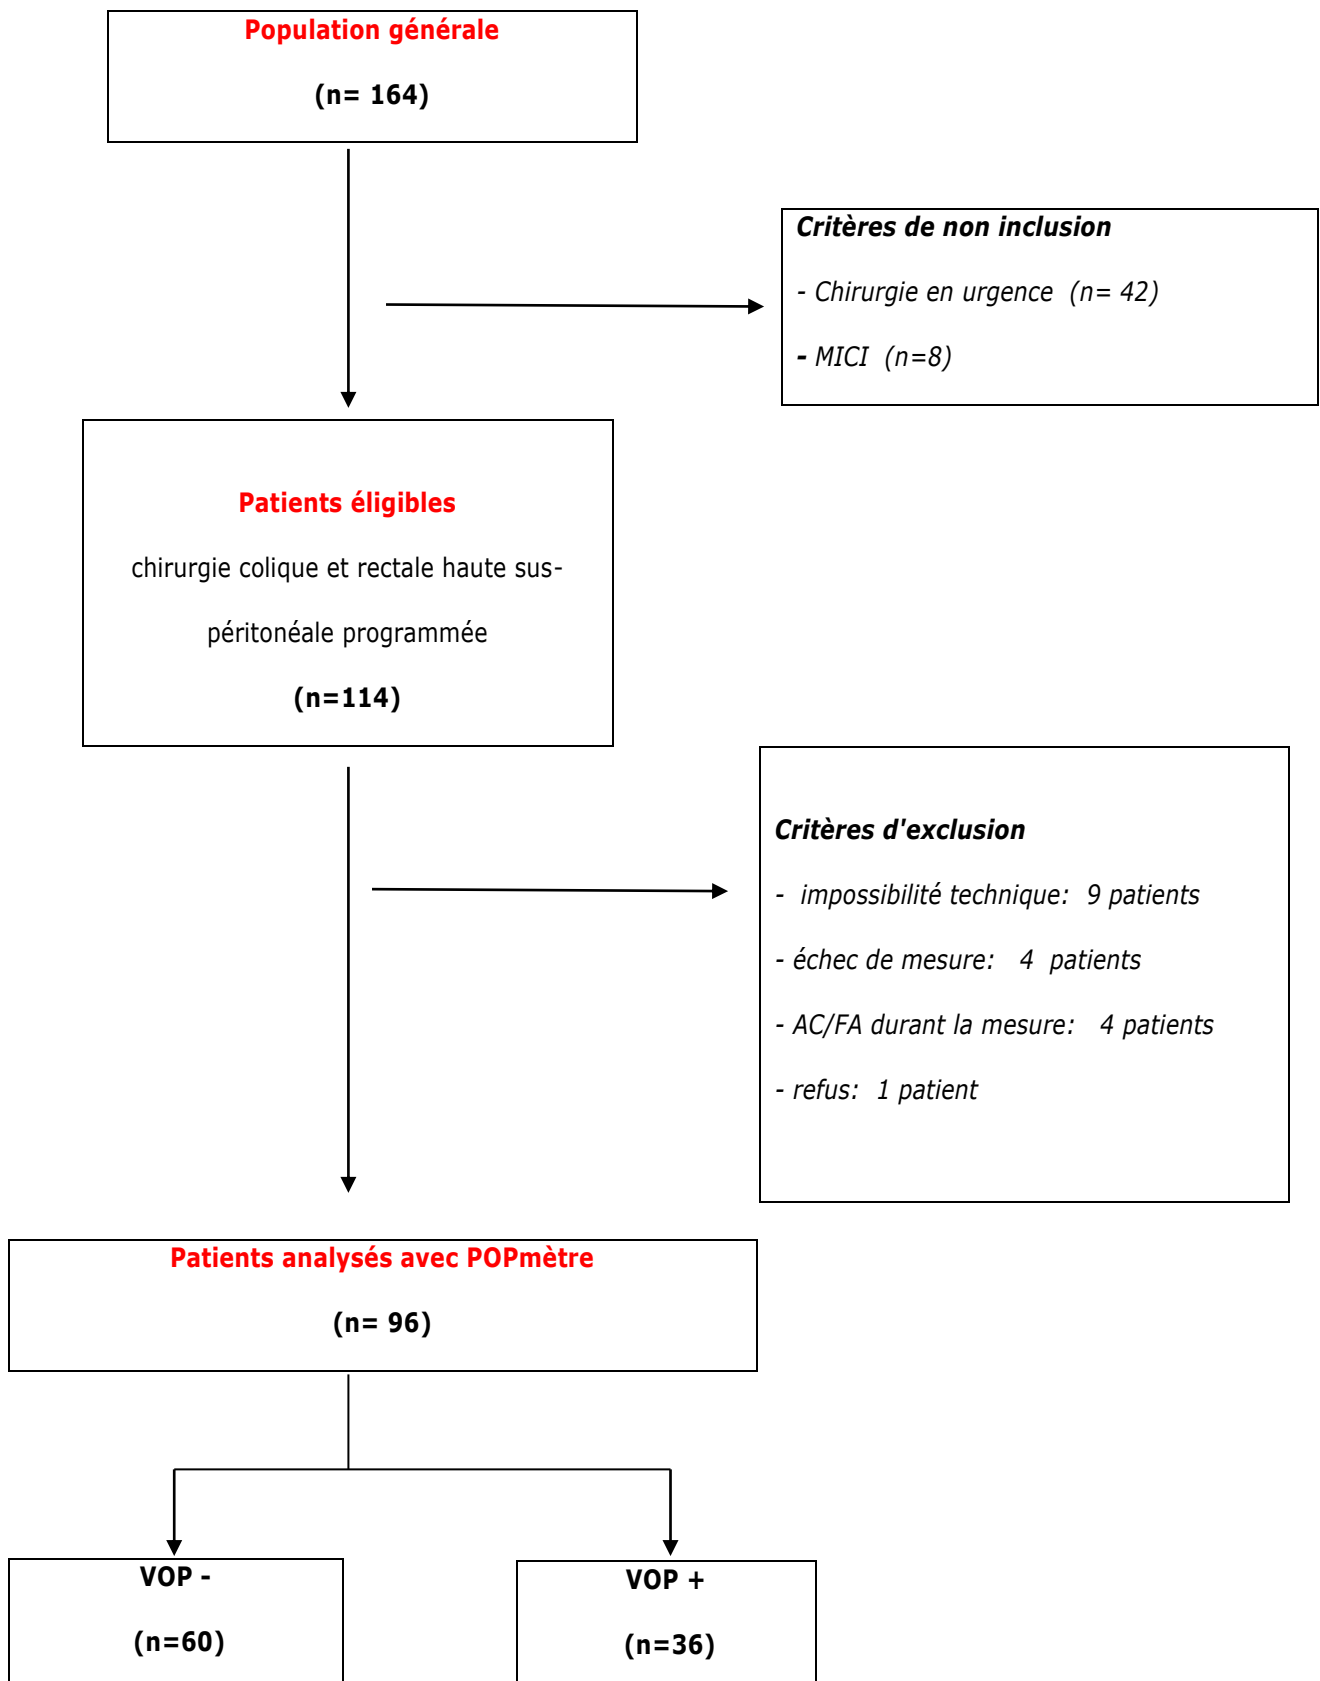 Population générale
(n= 164)
Critères de non inclusion
- Chirurgie en urgence (n= 42)
- MICI (n=8)
Patients éligibles
chirurgie colique et rectale haute sus-
péritonéale programmée
(n=114)
Critères d'exclusion
- impossibilité technique: 9 patients
- échec de mesure: 4 patients
- AC/FA durant la mesure: 4 patients
- refus: 1 patient
Patients analysés avec POPmètre
(n= 96)
VOP -
(n=60)
VOP +
(n=36)